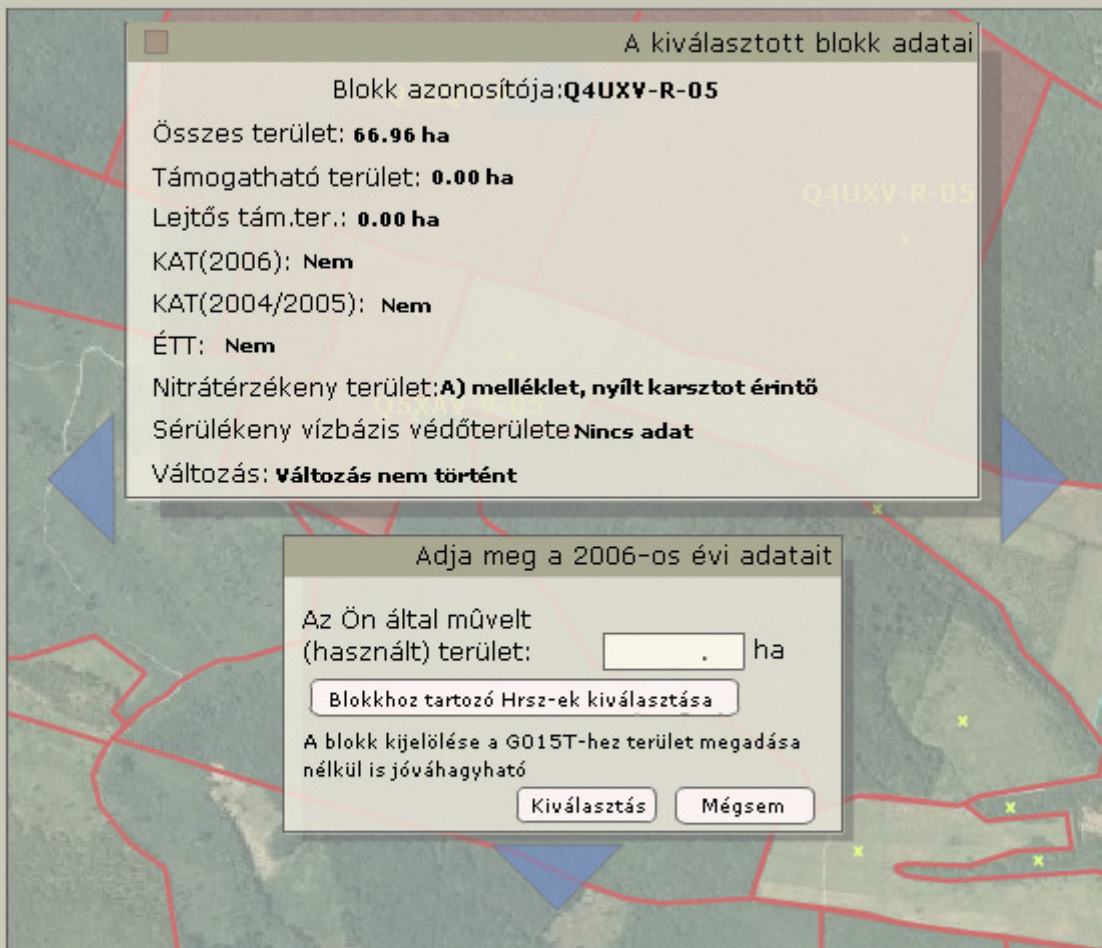 A kiválasztott blokk adatai
Blokk azonosítója:Q4UXV-R-05
Összes terület: 66.96 ha
Támogatható terület: 0.00 ha
Lejtős tám.ter.: 0.00 ha
Q4UXV-R-05
KAT(2006): Nem
KAT(2004/2005): Nem
ÉTT: Nem
Nitrátérzékeny terület:A) melléklet, nyílt karsztot érintõ
Sérülékeny vízbázis védőterülete Nincs adat
Változás: Változás nem történt
Adja meg a 2006-os évi adatait
Az Ön által mûvelt
(használt) terület: . ha
Blokkhoz tartozó Hrsz-ek kiválasztása
A blokk kijelölése a G015T-hez terület megadása
nélkül is jóváhagyható
Kiválasztás Mégsem